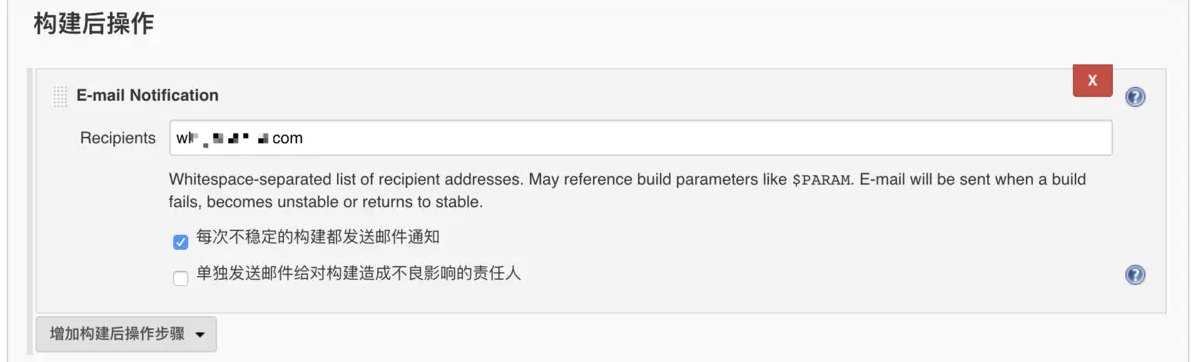 构建后操作
X
E-mail Notification
Recipients
com
Whitespace-separated list of recipient addresses. May reference build parameters like $PARAM. E-mail will be sent when a build
fails, becomes unstable or returns to stable.
每次不稳定的构建都发送邮件通知
单独发送邮件给对构建造成不良影响的责任人
增加构建后操作步骤